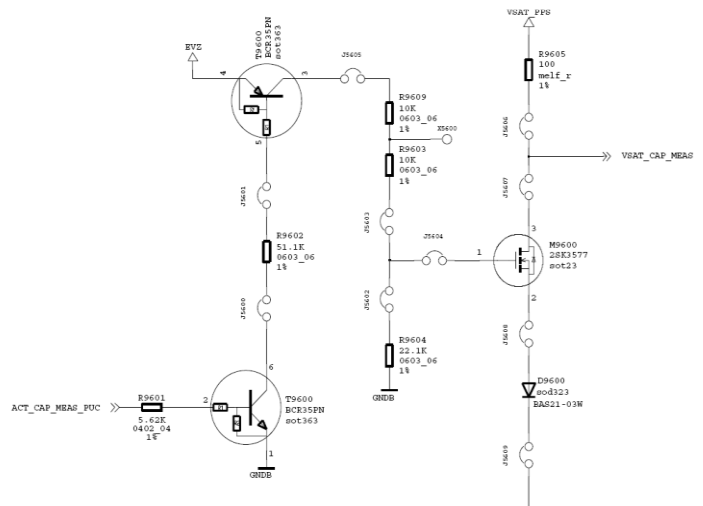 VSAT_PPS
EVZ
T9600
BCR35PN
sot363
4
3
5
J5605
R9605
100
melf_r
1%
R9609
10K
0603_06
1%
X5600
J5606
VSAT_CAP_MEAS
R9603
10K
0603_06
1%
J5607
J5601
J5603
J5604
3
1
M9600
2SK3577
sot23
2
R9602
51.1K
0603_06
1%
J5600
J5602
J5608
R9604
22.1K
0603_06
1%
GNDB
6
D9600
sod323
BAS21-03W
ACT_CAP_MEAS_PUC
R9601
5.62K
0402_04
1%
2
T9600
BCR35PN
sot363
1
GNDB
J5609